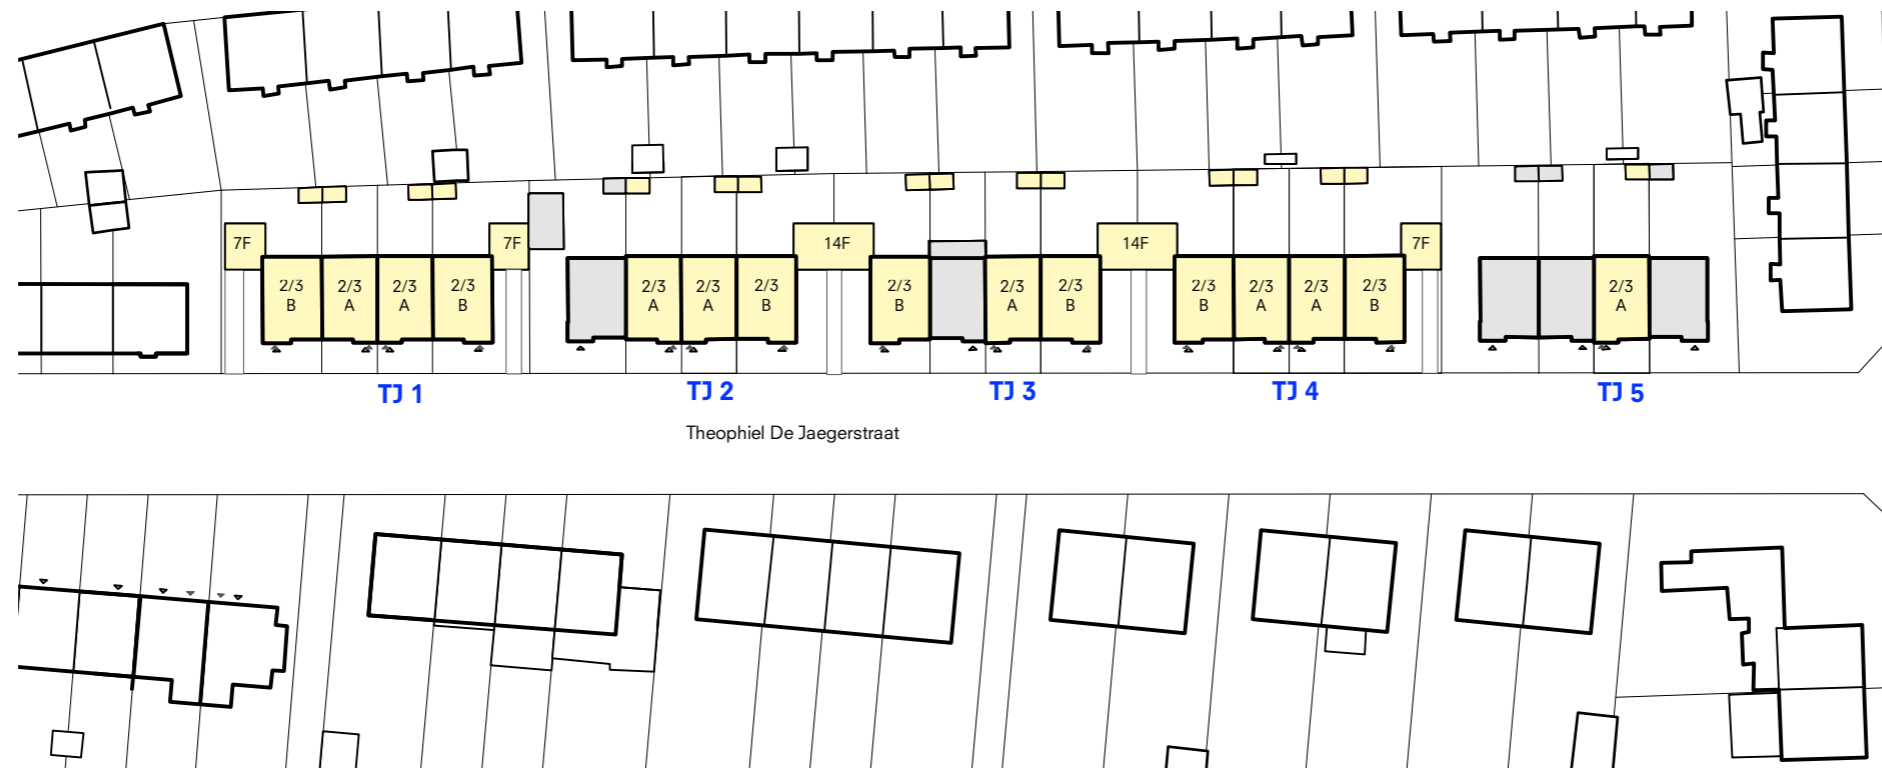 7F
7F
14F
14F
7F
2/3
B
2/3
A
2/3
A
2/3
B
2/3
A
2/3
A
2/3
B
2/3
B
2/3
A
2/3
B
2/3
B
2/3
A
2/3
A
2/3
B
2/3
A
TJ 1
TJ 2
TJ 3
TJ 4
TJ 5
Theophiel De Jaegerstraat